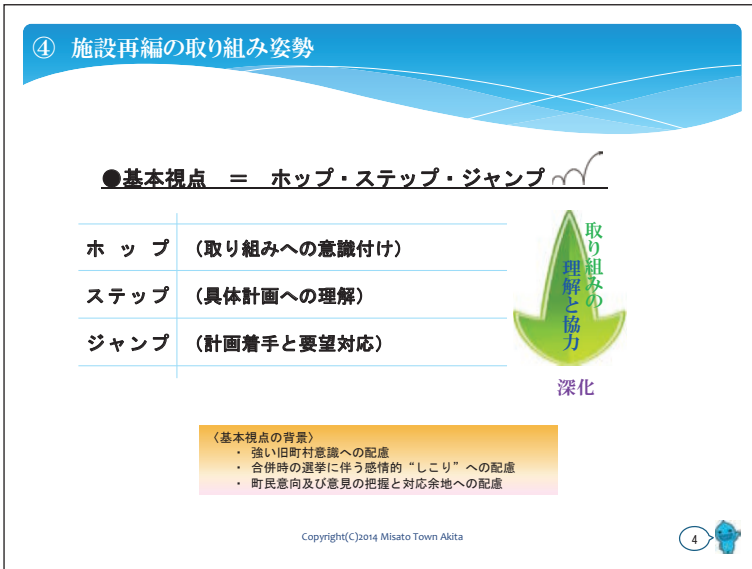 ④ 施設再編の取り組み姿勢
●基本視点 ＝ ホップ・ステップ・ジャンプ
ホップ （取り組みへの意識付け）
ステップ （具体計画への理解）
ジャンプ （計画着手と要望対応）
取り組みの
理解と協力
深化
〈基本視点の背景〉
・ 強い旧町村意識への配慮
・ 合併時の選挙に伴う感情的“しこり”への配慮
・ 町民意向及び意見の把握と対応余地への配慮
Copyright(C)2014 Misato Town Akita
4